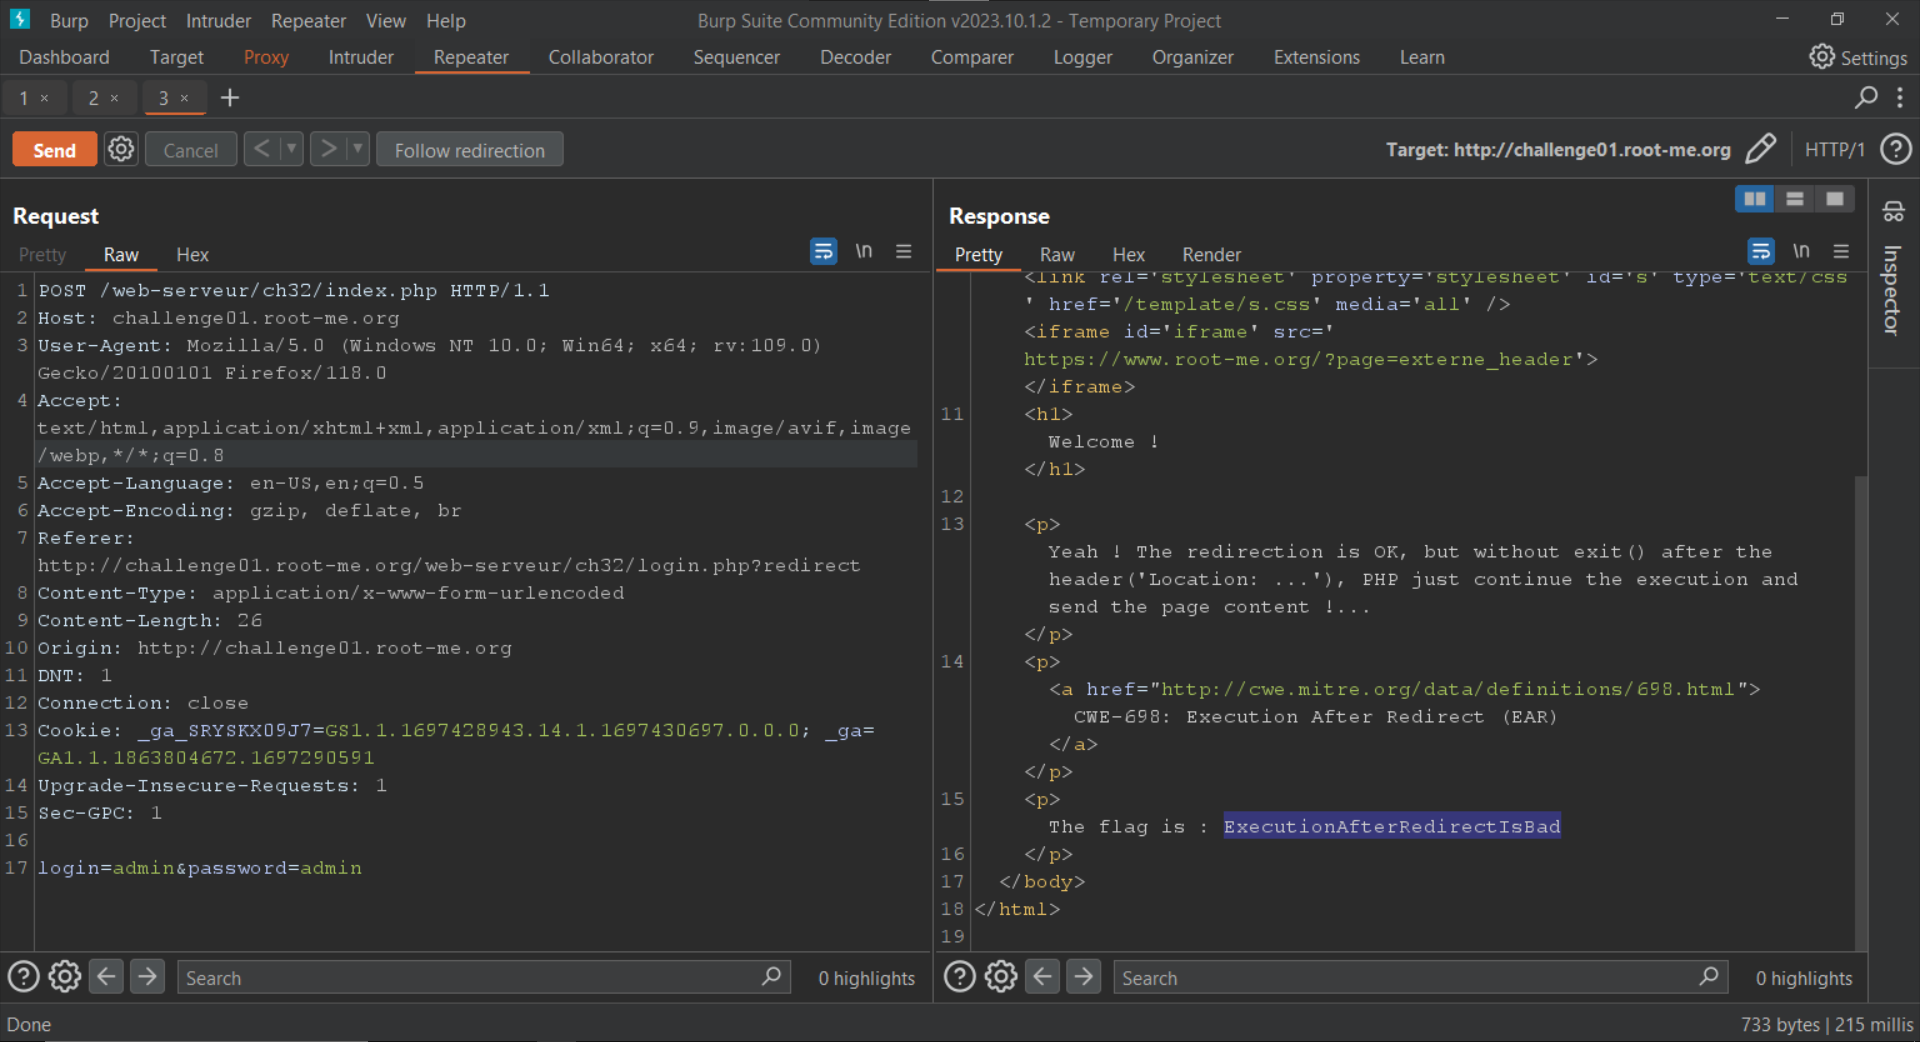 Burp Project Intruder Repeater View Help Burp Suite Community Edition v2023.10.1.2 - Temporary Project
Dashboard Target Proxy Intruder Repeater Collaborator Sequencer Decoder Comparer Logger Organizer Extensions Learn Settings
1 × 2 × 3 × +
Send Cancel < > Follow redirection Target: http://challenge01.root-me.org HTTP/1
Request
Pretty Raw Hex \n
1 POST /web-serveur/ch32/index.php HTTP/1.1
2 Host: challenge01.root-me.org
3 User-Agent: Mozilla/5.0 (Windows NT 10.0; Win64; x64; rv:109.0)
Gecko/20100101 Firefox/118.0
4 Accept:
text/html,application/xhtml+xml,application/xml;q=0.9,image/avif,image
/webp,*/*;q=0.8
5 Accept-Language: en-US,en;q=0.5
6 Accept-Encoding: gzip, deflate, br
7 Referer:
http://challenge01.root-me.org/web-serveur/ch32/login.php?redirect
8 Content-Type: application/x-www-form-urlencoded
9 Content-Length: 26
10 Origin: http://challenge01.root-me.org
11 DNT: 1
12 Connection: close
13 Cookie: _ga_SRYSKX09J7=GS1.1.1697428943.14.1.1697430697.0.0.0; _ga=
GA1.1.1863804672.1697290591
14 Upgrade-Insecure-Requests: 1
15 Sec-GPC: 1
16
17 login=admin&password=admin
Search 0 highlights
Response
Pretty Raw Hex Render \n
<link rel='stylesheet' property='stylesheet' id='s' type='text/css
' href='/template/s.css' media='all' />
<iframe id='iframe' src='
https://www.root-me.org/?page=externe_header'>
</iframe>
11 <h1>
Welcome !
</h1>
12
13 <p>
Yeah ! The redirection is OK, but without exit() after the
header('Location: ...'), PHP just continue the execution and
send the page content !...
</p>
14 <p>
<a href="http://cwe.mitre.org/data/definitions/698.html">
CWE-698: Execution After Redirect (EAR)
</a>
</p>
15 <p>
The flag is : ExecutionAfterRedirectIsBad
16 </p>
17 </body>
18 </html>
19
Search 0 highlights
Inspector
Done 733 bytes | 215 millis